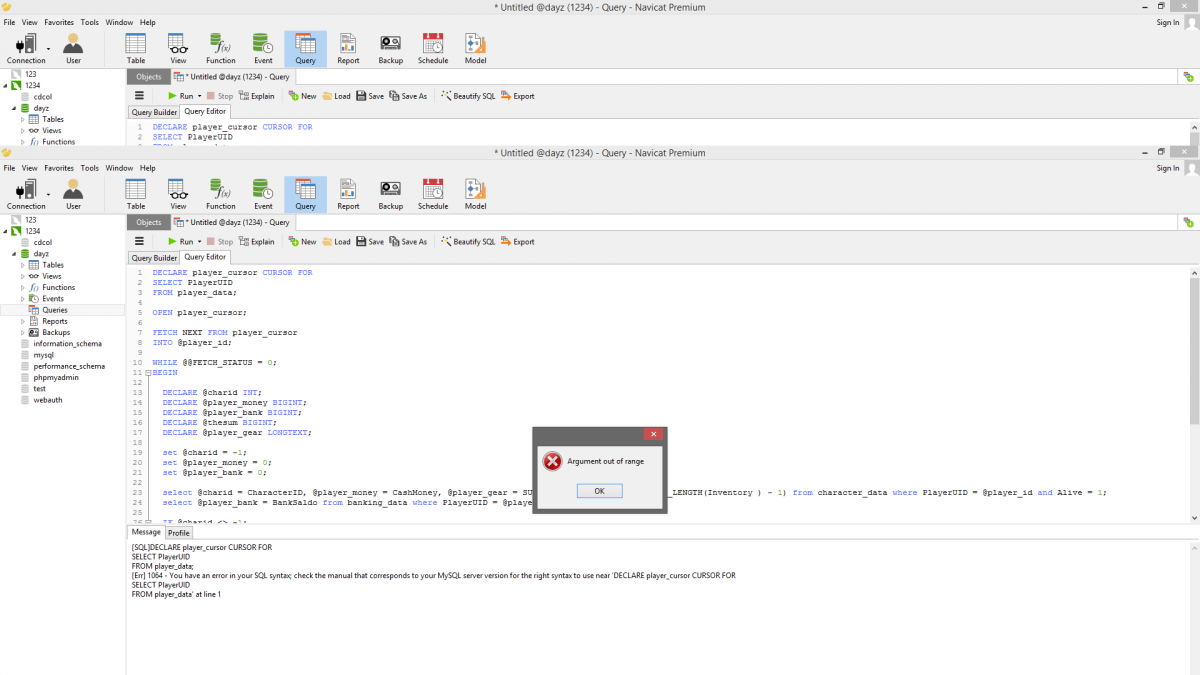 * Untitled @dayz (1234) - Query - Navicat Premium
File View Favorites Tools Window Help
Sign In
Connection User Table View Function Event Query Report Backup Schedule Model
123
1234
cdcol
dayz
Tables
Views
Functions
Objects * Untitled @dayz (1234) - Query
Run Stop Explain New Load Save Save As Beautify SQL Export
Query Builder Query Editor
1 DECLARE player_cursor CURSOR FOR
2 SELECT PlayerUID
* Untitled @dayz (1234) - Query - Navicat Premium
File View Favorites Tools Window Help
Sign In
Connection User Table View Function Event Query Report Backup Schedule Model
123
1234
cdcol
dayz
Tables
Views
Functions
Events
Queries
Reports
Backups
information_schema
mysql
performance_schema
phpmyadmin
test
webauth
Objects * Untitled @dayz (1234) - Query
Run Stop Explain New Load Save Save As Beautify SQL Export
Query Builder Query Editor
1 DECLARE player_cursor CURSOR FOR
2 SELECT PlayerUID
3 FROM player_data;
4
5 OPEN player_cursor;
6
7 FETCH NEXT FROM player_cursor
8 INTO @player_id;
9
10 WHILE @@FETCH_STATUS = 0;
11 BEGIN
12
13 DECLARE @charid INT;
14 DECLARE @player_money BIGINT;
15 DECLARE @player_bank BIGINT;
16 DECLARE @thesum BIGINT;
17 DECLARE @player_gear LONGTEXT;
18
19 set @charid = -1;
20 set @player_money = 0;
21 set @player_bank = 0;
22
23 select @charid = CharacterID, @player_money = CashMoney, @player_gear = SU _LENGTH(Inventory ) - 1) from character_data where PlayerUID = @player_id and Alive = 1;
24 select @player_bank = BankSaldo from banking_data where PlayerUID = @playe
25
26 IF @charid <> -1;
Argument out of range
OK
Message Profile
[SQL]DECLARE player_cursor CURSOR FOR
SELECT PlayerUID
FROM player_data;
[Err] 1064 - You have an error in your SQL syntax; check the manual that corresponds to your MySQL server version for the right syntax to use near 'DECLARE player_cursor CURSOR FOR
SELECT PlayerUID
FROM player_data' at line 1